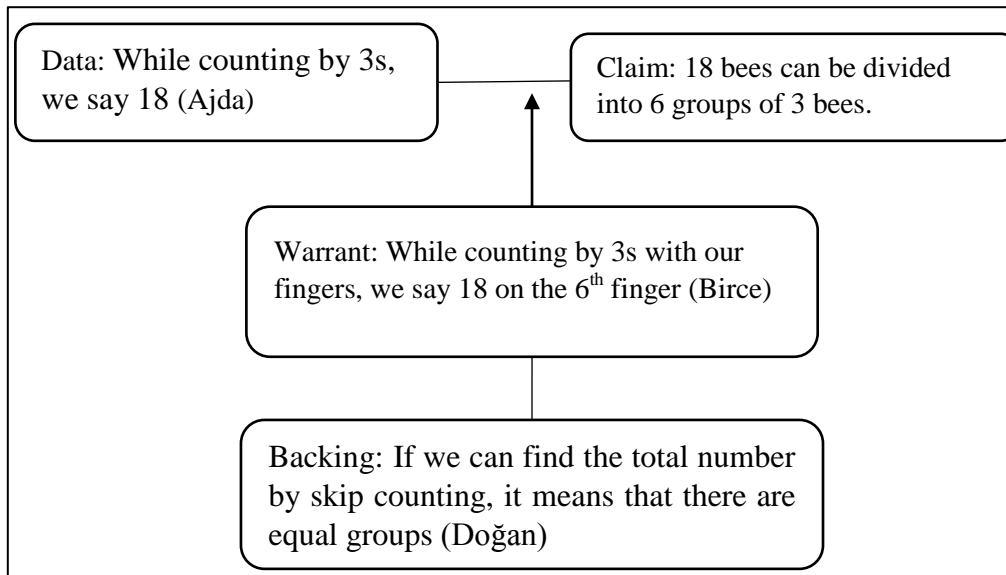 Data: While counting by 3s,
we say 18 (Ajda)
Claim: 18 bees can be divided
into 6 groups of 3 bees.
Warrant: While counting by 3s with our
fingers, we say 18 on the 6th finger (Birce)
Backing: If we can find the total number
by skip counting, it means that there are
equal groups (Doğan)